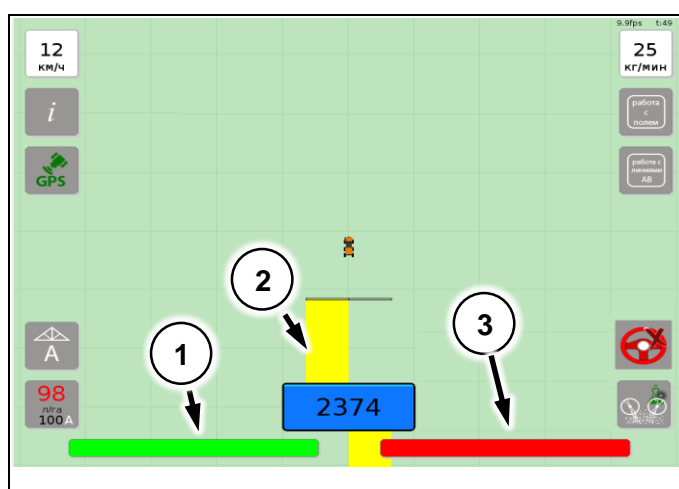 9.9fps t:49
12
км/ч
25
кг/мин
i
работа
с
полем
GPS
работа с
линиями
AB
2
3
1
A
98
л/га
100 A
2374